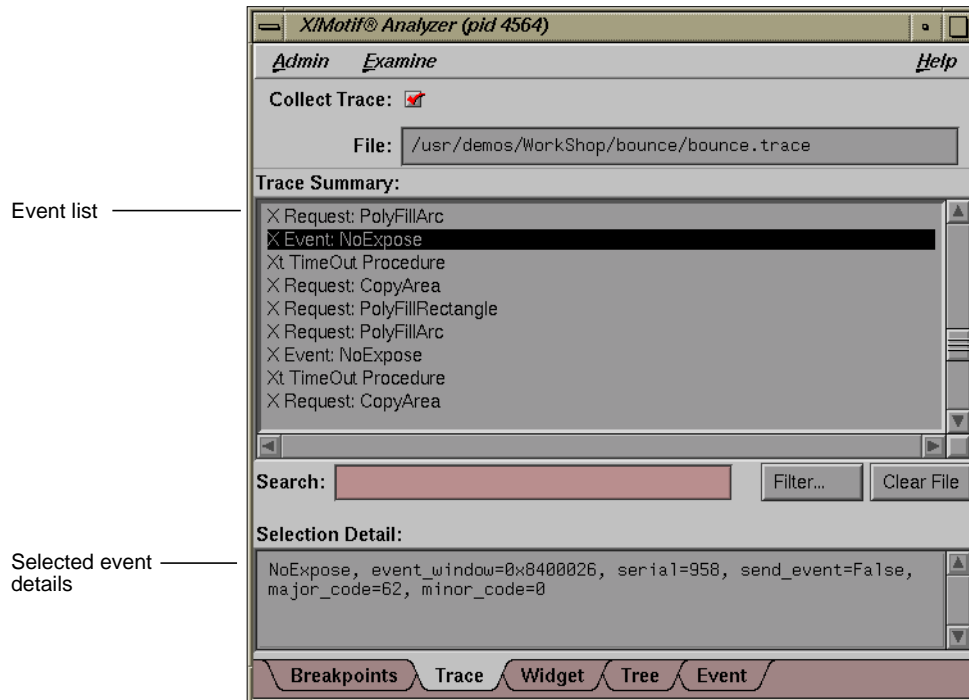 X/Motif® Analyzer (pid 4564)
Admin Examine Help
Collect Trace:
File: /usr/demos/WorkShop/bounce/bounce.trace
Trace Summary:
Event list
X Request: PolyFillArc
X Event: NoExpose
Xt TimeOut Procedure
X Request: CopyArea
X Request: PolyFillRectangle
X Request: PolyFillArc
X Event: NoExpose
Xt TimeOut Procedure
X Request: CopyArea
Search: Filter... Clear File
Selection Detail:
Selected event
details
NoExpose, event_window=0x8400026, serial=958, send_event=False,
major_code=62, minor_code=0
Breakpoints Trace Widget Tree Event